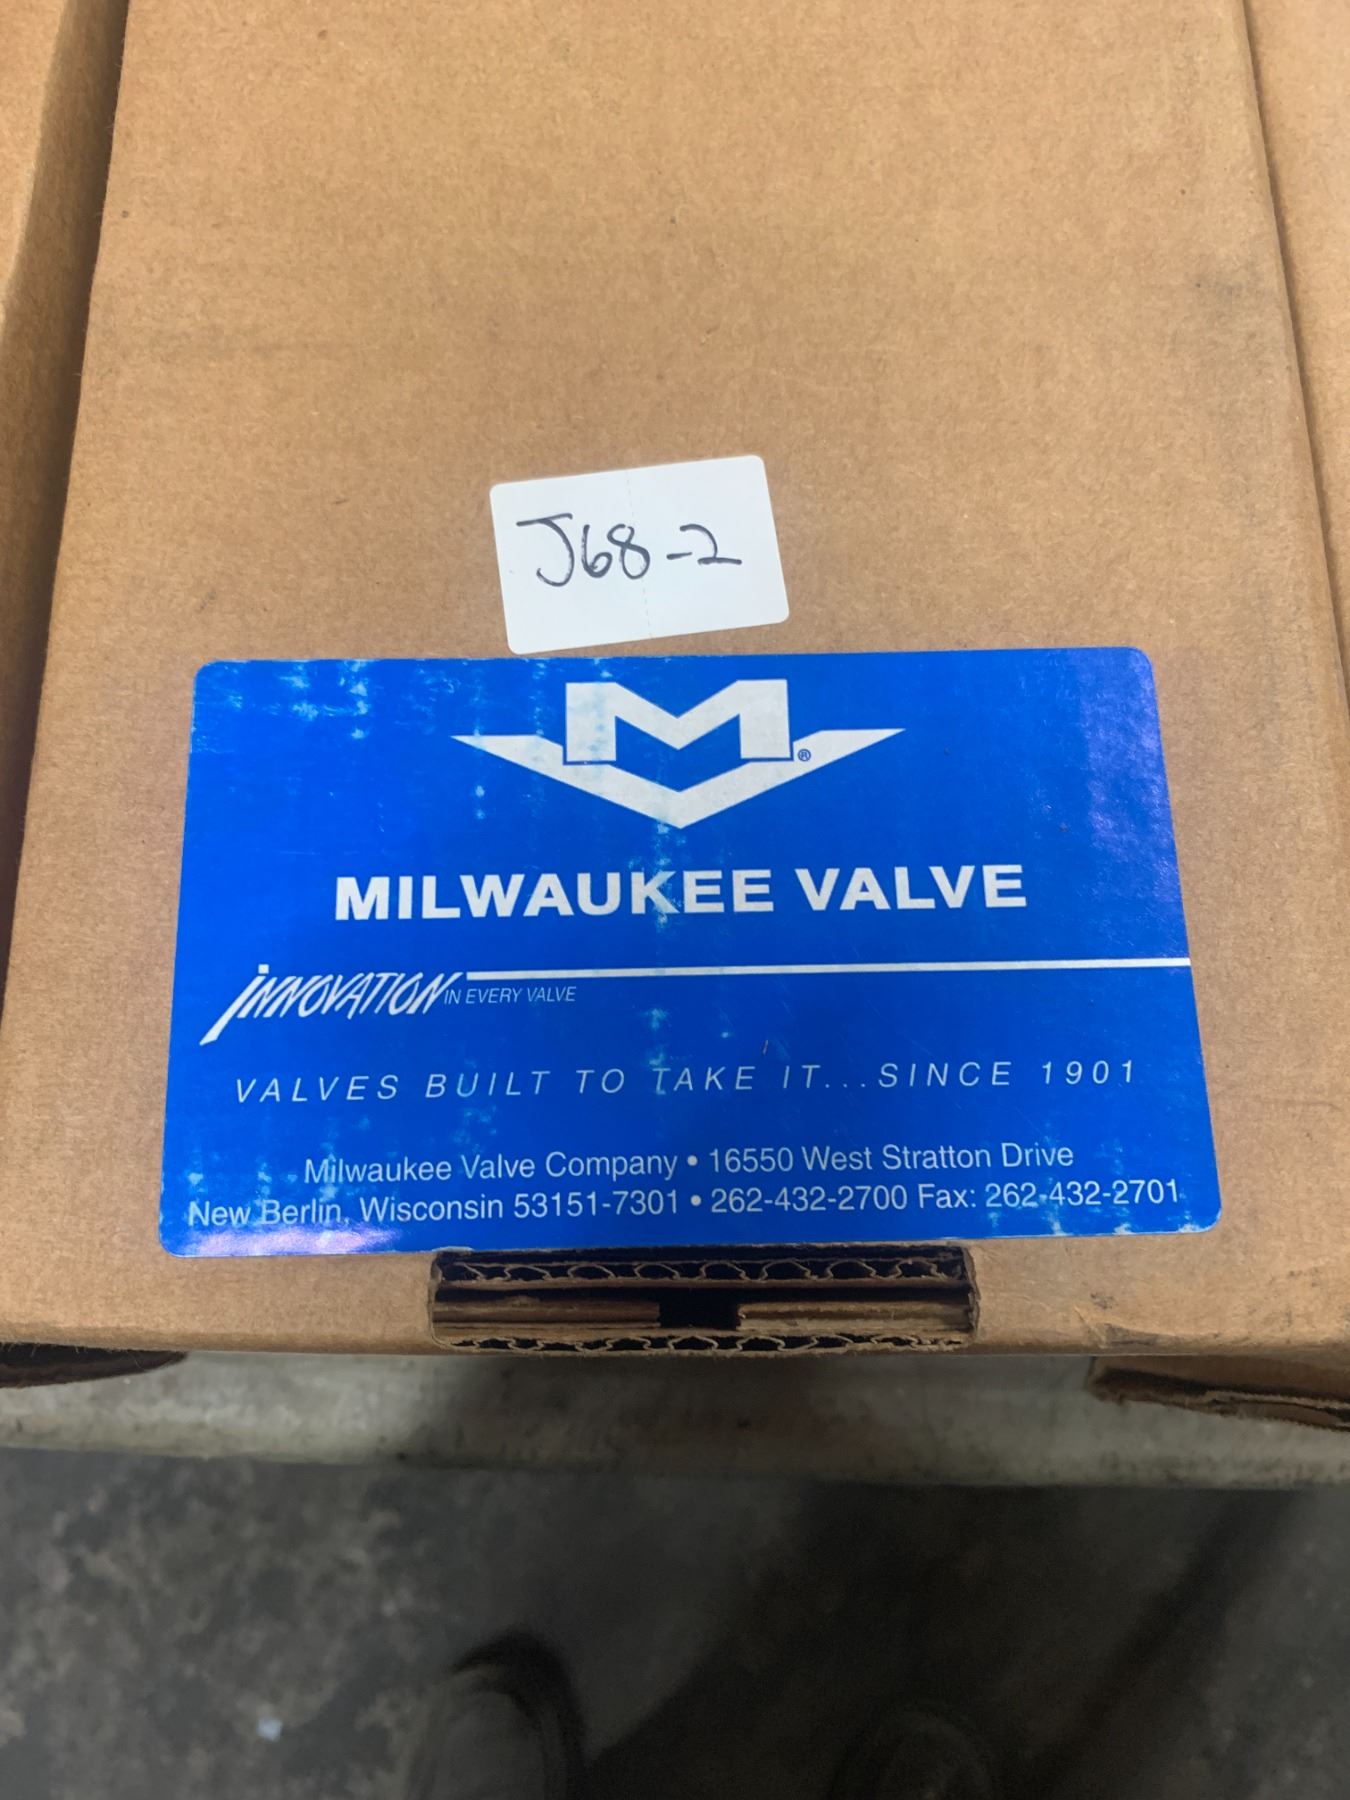 J68-2
M®
MILWAUKEE VALVE
INNOVATION IN EVERY VALVE
VALVES BUILT TO TAKE IT...SINCE 1901
Milwaukee Valve Company • 16550 West Stratton Drive
New Berlin, Wisconsin 53151-7301 • 262-432-2700 Fax: 262-432-2701